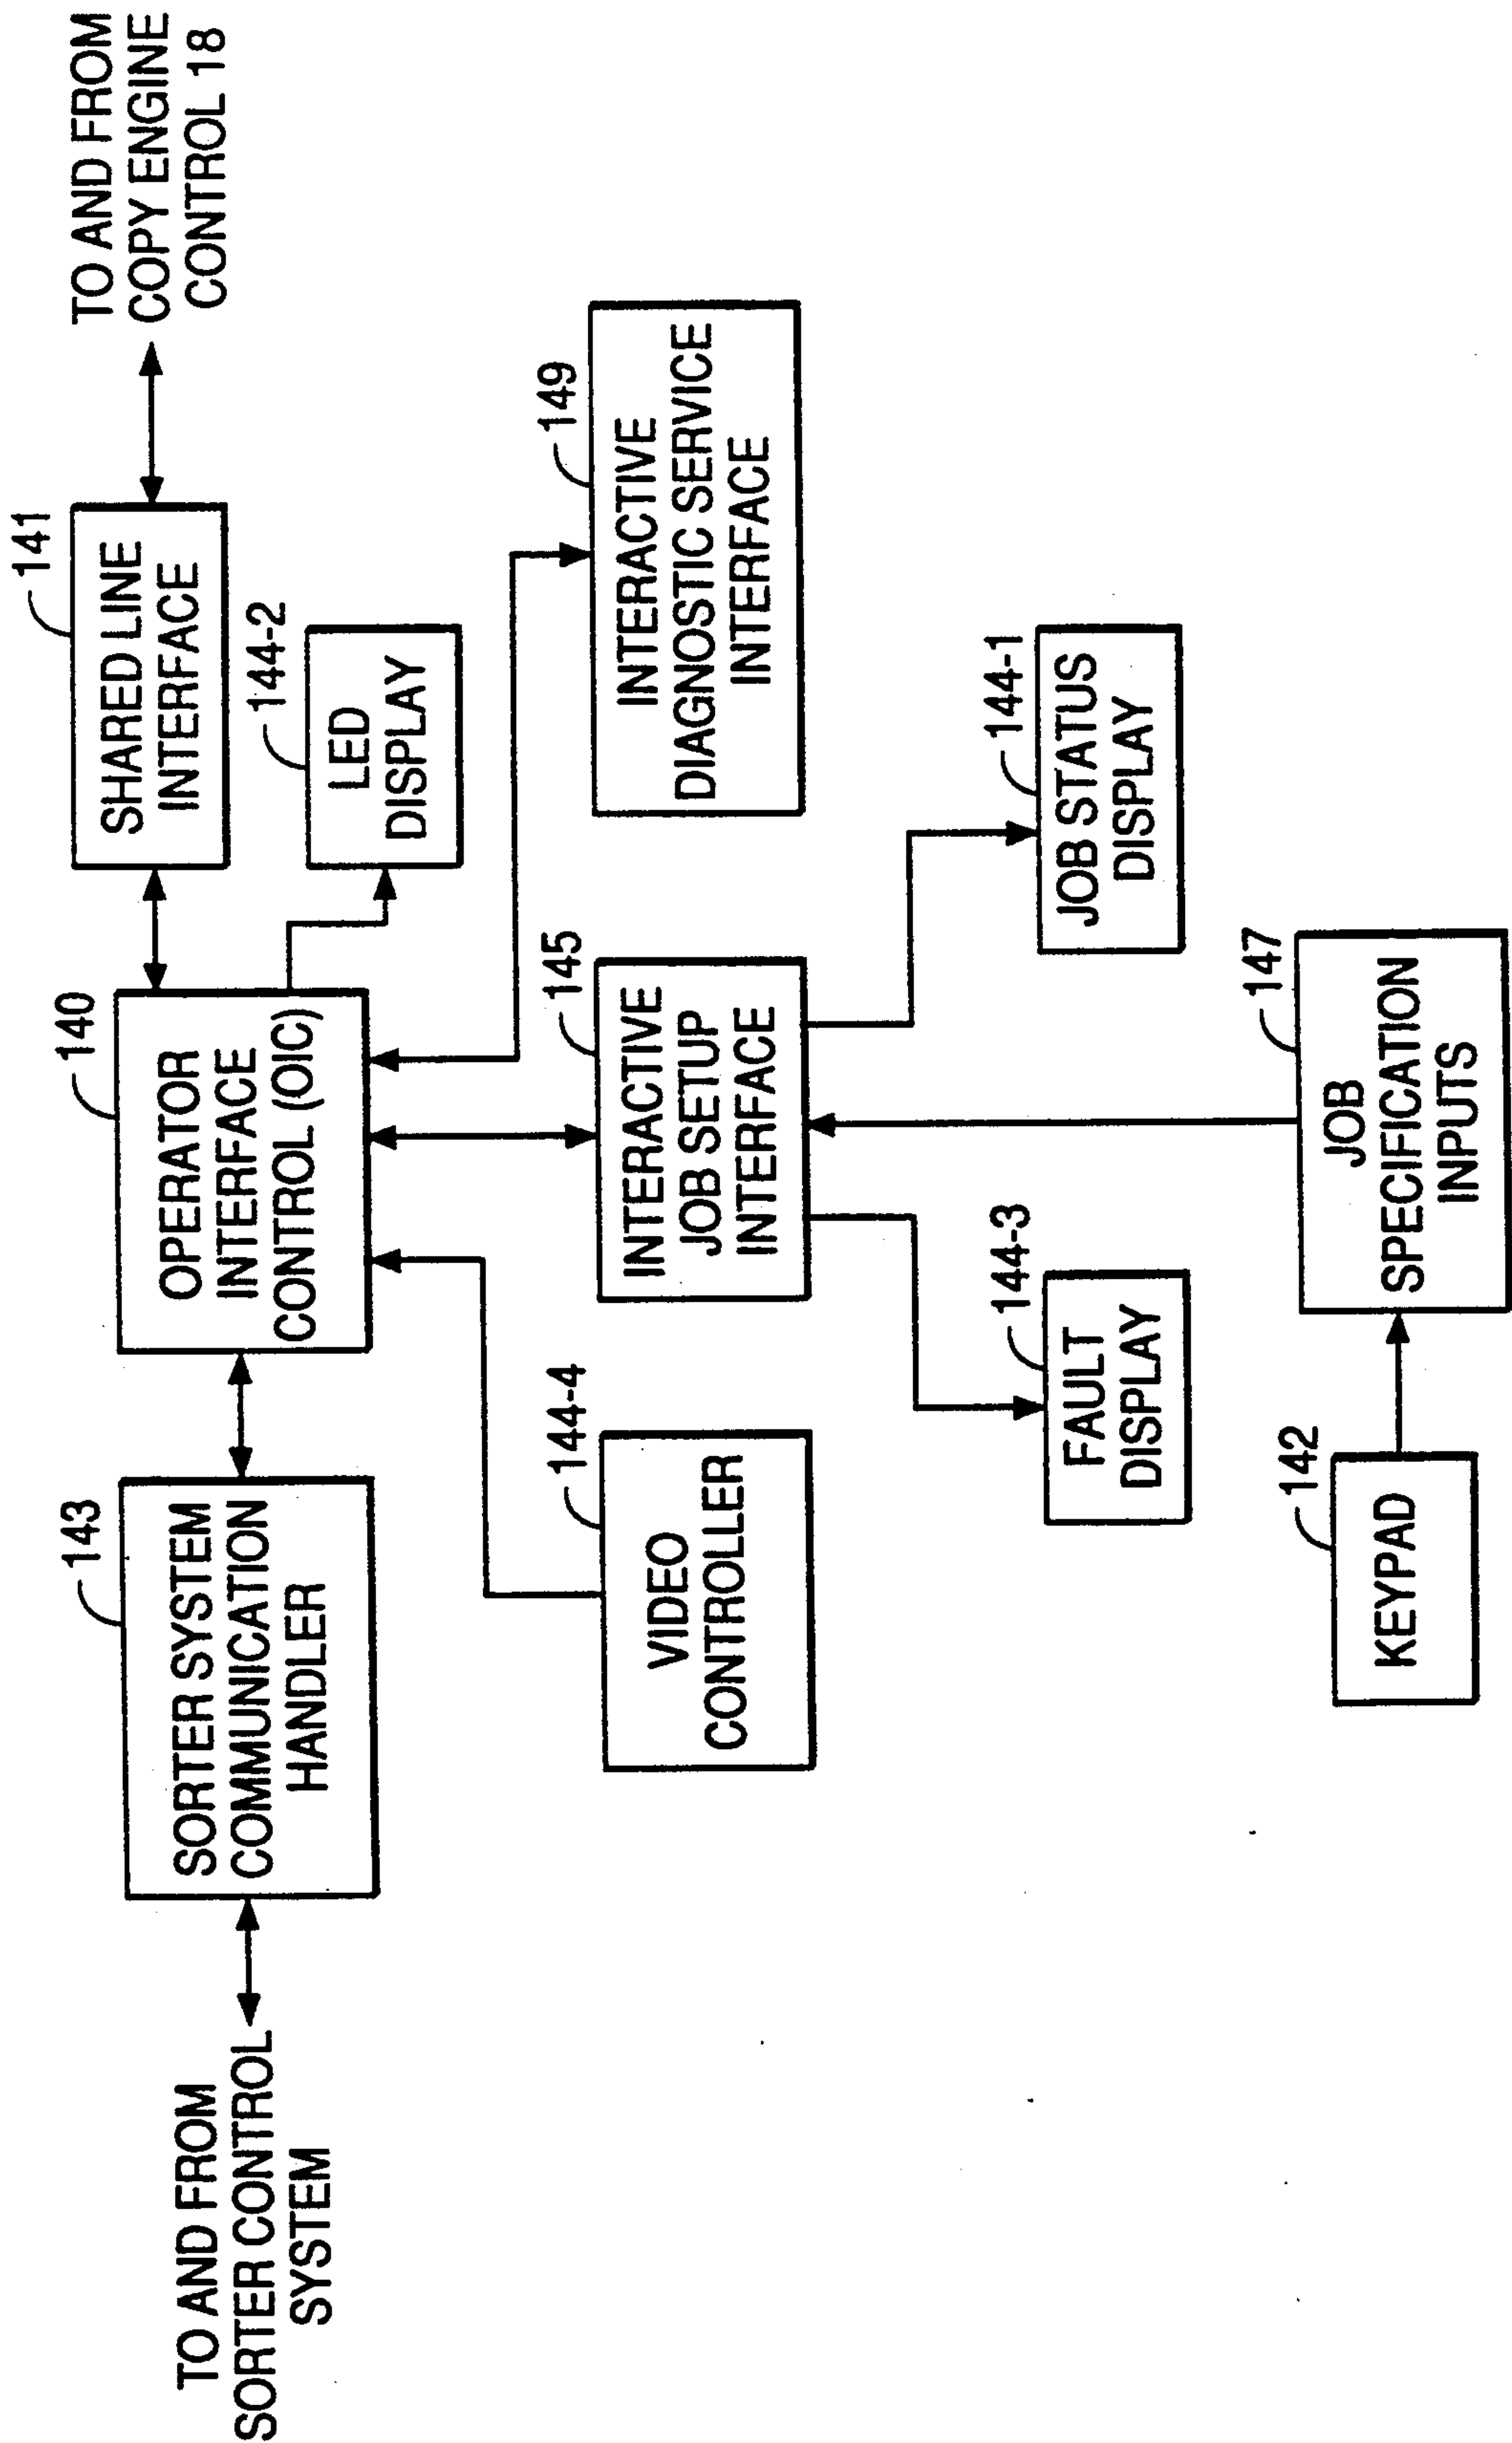 TO AND FROM
SORTER CONTROL
SYSTEM
143
SORTER SYSTEM
COMMUNICATION
HANDLER
140
OPERATOR
INTERFACE
CONTROL (OIC)
141
SHARED LINE
INTERFACE
TO AND FROM
COPY ENGINE
CONTROL 18
144-2
LED
DISPLAY
144-4
VIDEO
CONTROLLER
145
INTERACTIVE
JOB SETUP
INTERFACE
149
INTERACTIVE
DIAGNOSTIC SERVICE
INTERFACE
144-3
FAULT
DISPLAY
144-1
JOB STATUS
DISPLAY
142
KEYPAD
147
JOB
SPECIFICATION
INPUTS